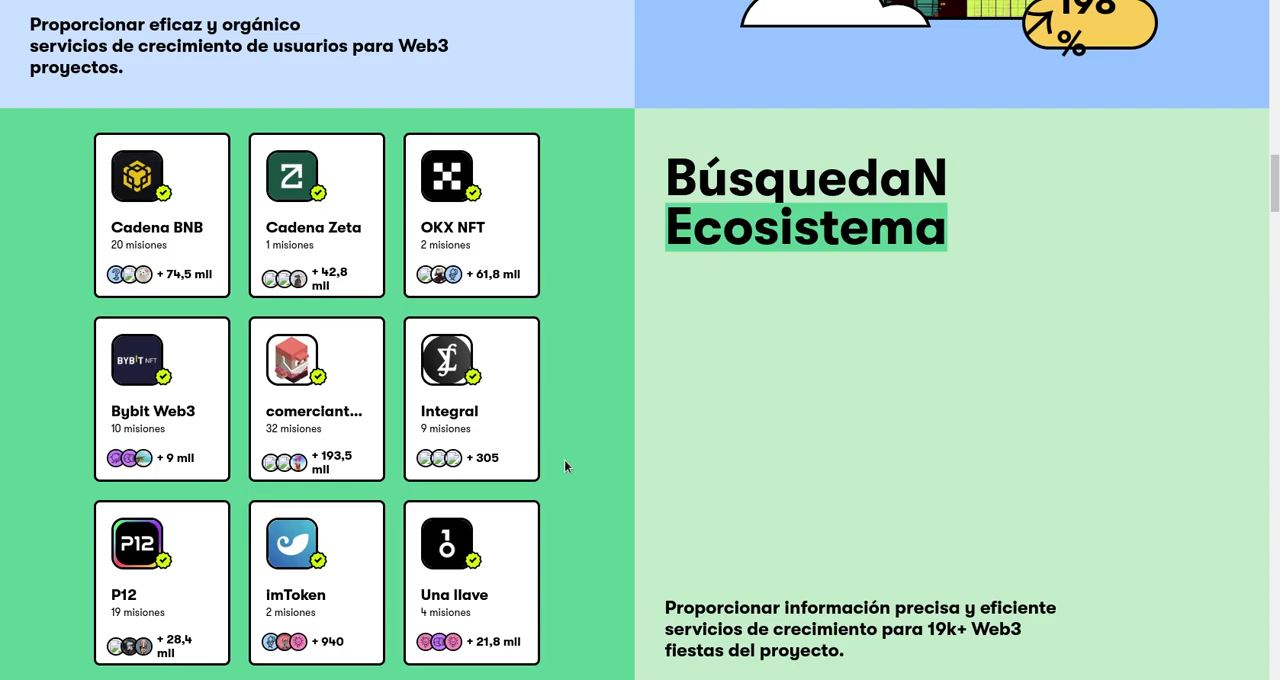 Proporcionar eficaz y orgánico
servicios de crecimiento de usuarios para Web3
proyectos.
198
%
Cadena BNB
20 misiones
+ 74,5 mil
Cadena Zeta
1 misiones
+ 42,8
mil
OKX NFT
2 misiones
+ 61,8 mil
BYBIT NFT
Bybit Web3
10 misiones
+ 9 mil
comerciant...
32 misiones
+ 193,5
mil
Integral
9 misiones
+ 305
P12
P12
19 misiones
+ 28,4
mil
imToken
2 misiones
+ 940
Una llave
4 misiones
+ 21,8 mil
BúsquedaN
Ecosistema
Proporcionar información precisa y eficiente
servicios de crecimiento para 19k+ Web3
fiestas del proyecto.